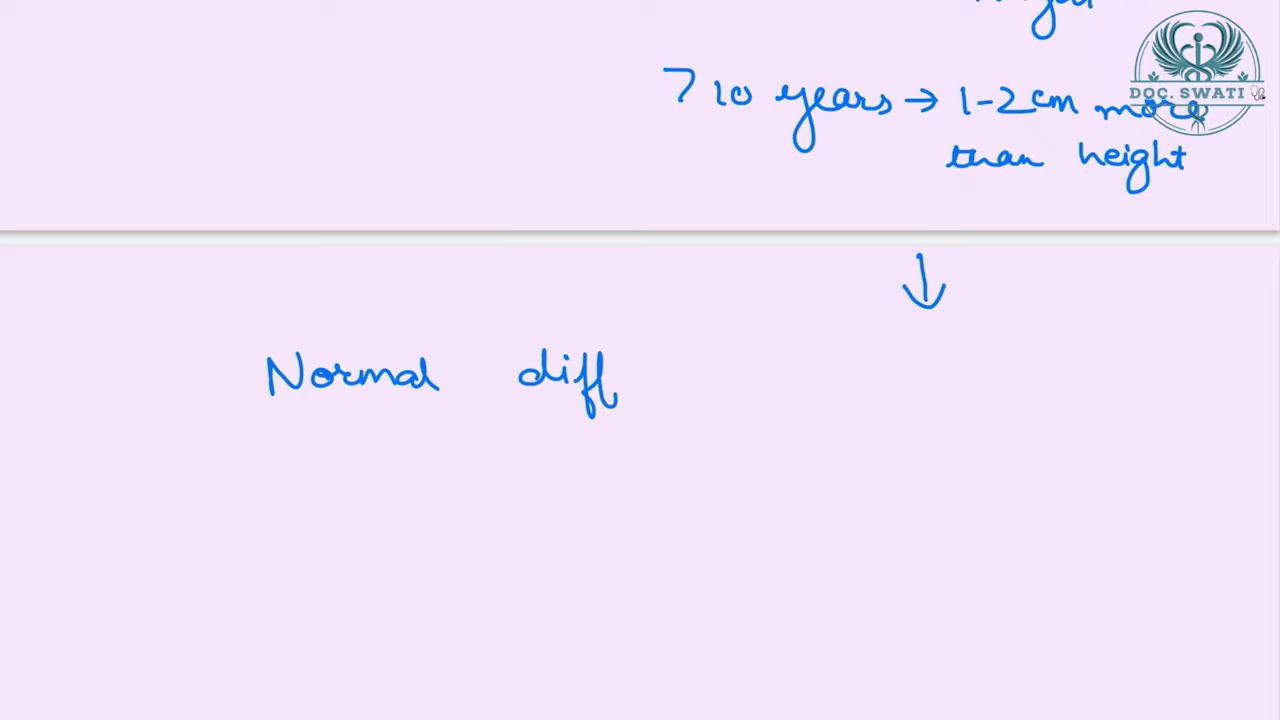 > 10 years → 1-2 cm more
than height
DOC. SWATI
↓
Normal diff